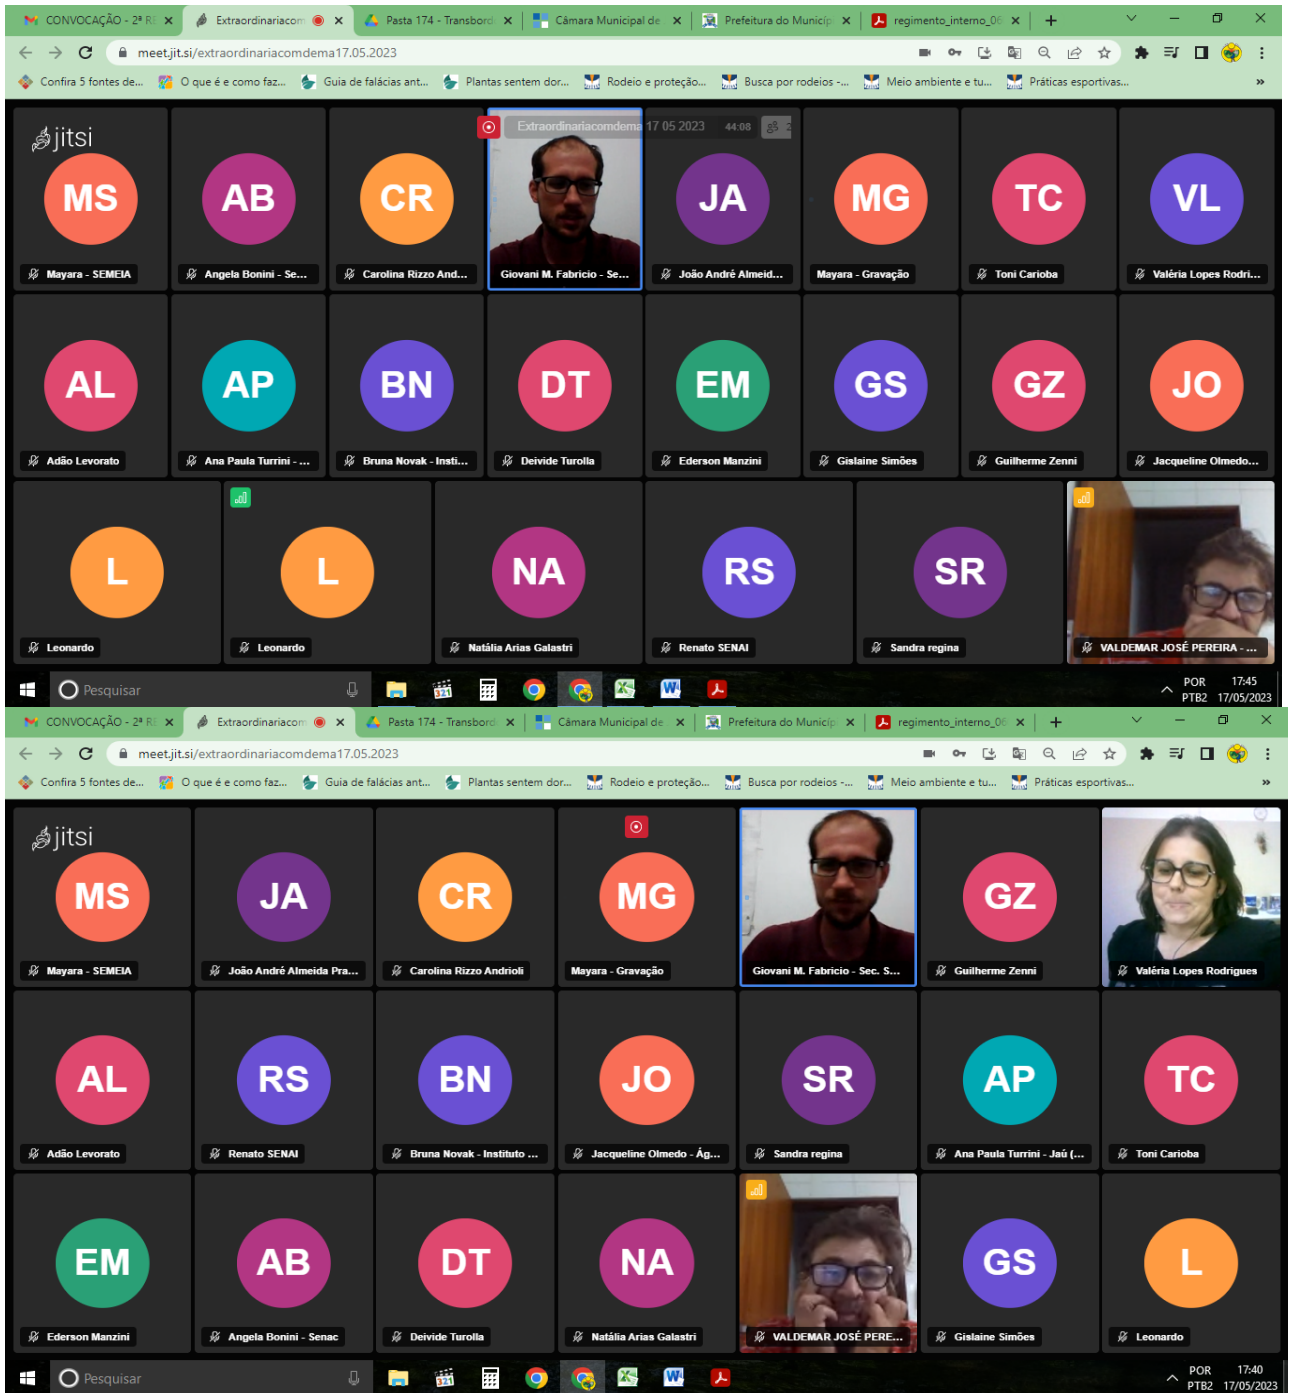 CONVOCAÇÃO - 2ª RE
Extraordinariacom
Pasta 174 - Transbord
Câmara Municipal de
Prefeitura do Municíp
regimento_interno_06
meet.jit.si/extraordinariacomdema17.05.2023
Confira 5 fontes de...
O que é e como faz...
Guia de falácias ant...
Plantas sentem dor...
Rodeio e proteção...
Busca por rodeios -...
Meio ambiente e tu...
Práticas esportivas...
»
jitsi
Extraordinariacomdema 17 05 2023 44:08 2
MS
AB
CR
JA
MG
TC
VL
Mayara - SEMEIA
Angela Bonini - Se...
Carolina Rizzo And...
Giovani M. Fabricio - Se...
João André Almeid...
Mayara - Gravação
Toni Carioba
Valéria Lopes Rodri...
AL
AP
BN
DT
EM
GS
GZ
JO
Adão Levorato
Ana Paula Turrini - ...
Bruna Novak - Insti...
Deivide Turolla
Ederson Manzini
Gislaine Simões
Guilherme Zenni
Jacqueline Olmedo...
L
L
NA
RS
SR
Leonardo
Leonardo
Natália Arias Galastri
Renato SENAI
Sandra regina
VALDEMAR JOSÉ PEREIRA - ...
Pesquisar
321
POR
PTB2
17:45
17/05/2023
CONVOCAÇÃO - 2ª RE
Extraordinariacom
Pasta 174 - Transbord
Câmara Municipal de
Prefeitura do Municíp
regimento_interno_06
meet.jit.si/extraordinariacomdema17.05.2023
Confira 5 fontes de...
O que é e como faz...
Guia de falácias ant...
Plantas sentem dor...
Rodeio e proteção...
Busca por rodeios -...
Meio ambiente e tu...
Práticas esportivas...
»
jitsi
MS
JA
CR
MG
GZ
Mayara - SEMEIA
João André Almeida Pra...
Carolina Rizzo Andrioli
Mayara - Gravação
Giovani M. Fabricio - Sec. S...
Guilherme Zenni
Valéria Lopes Rodrigues
AL
RS
BN
JO
SR
AP
TC
Adão Levorato
Renato SENAI
Bruna Novak - Instituto ...
Jacqueline Olmedo - Ág...
Sandra regina
Ana Paula Turrini - Jaú (...
Toni Carioba
EM
AB
DT
NA
GS
L
Ederson Manzini
Angela Bonini - Senac
Deivide Turolla
Natália Arias Galastri
VALDEMAR JOSÉ PERE...
Gislaine Simões
Leonardo
Pesquisar
321
POR
PTB2
17:40
17/05/2023